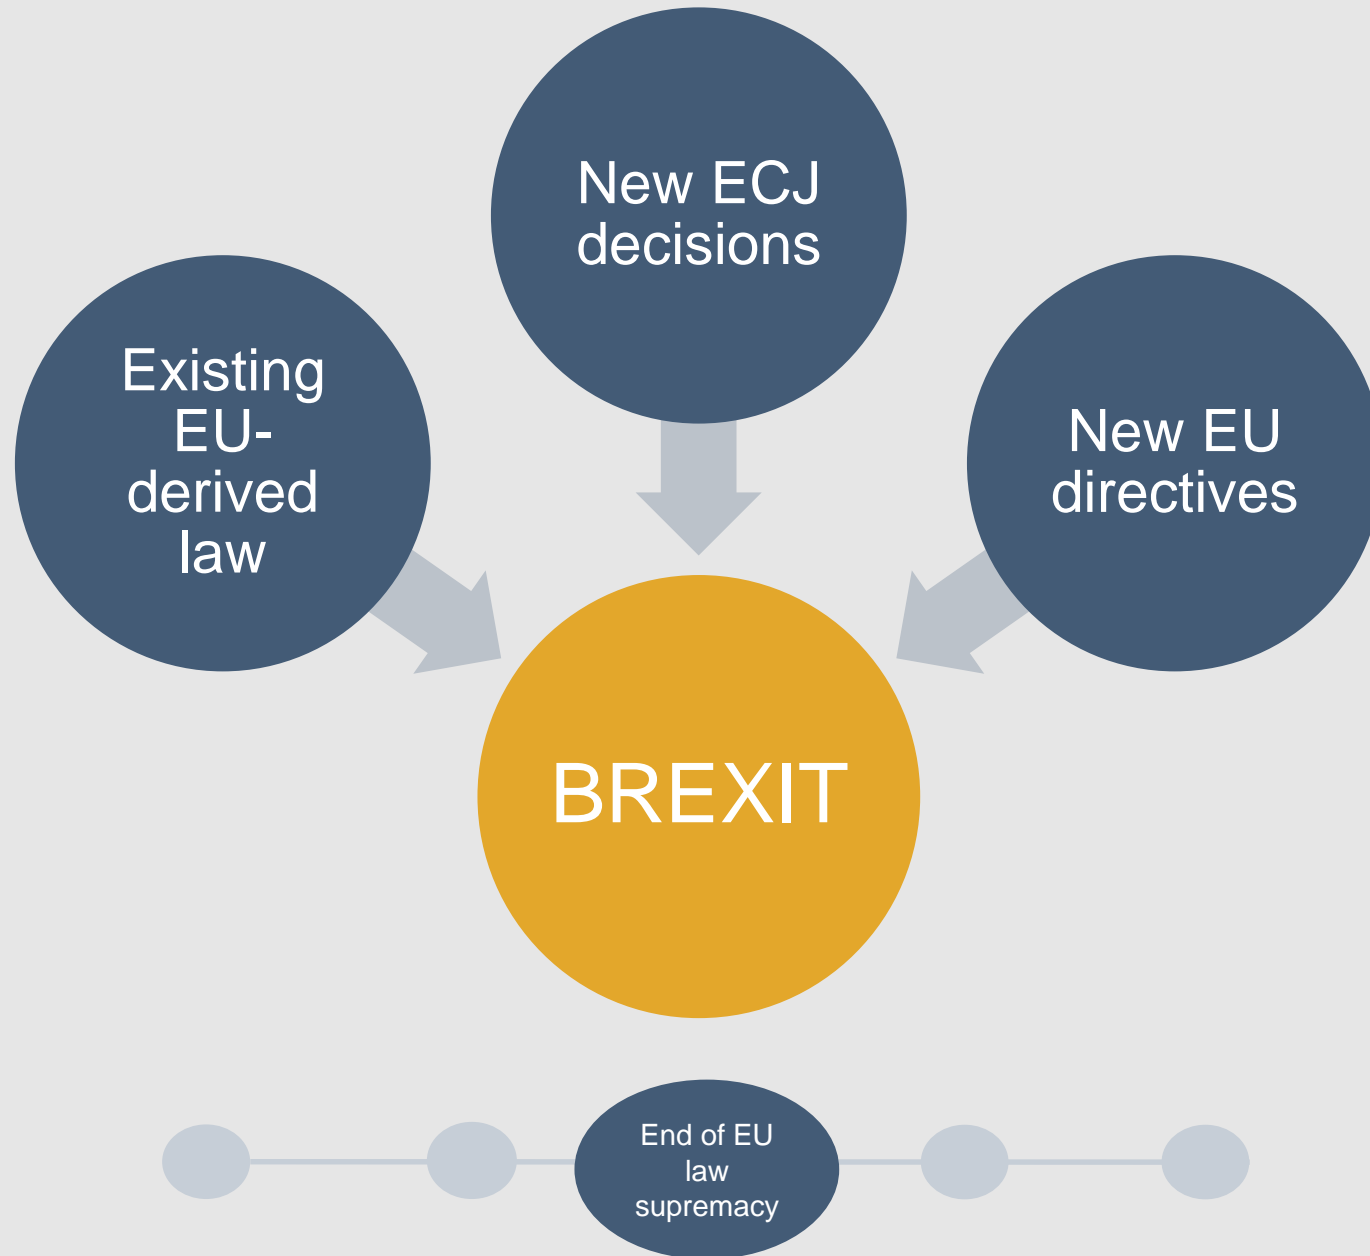 New ECJ
decisions
Existing
EU-
derived
law
New EU
directives
BREXIT
End of EU
law
supremacy